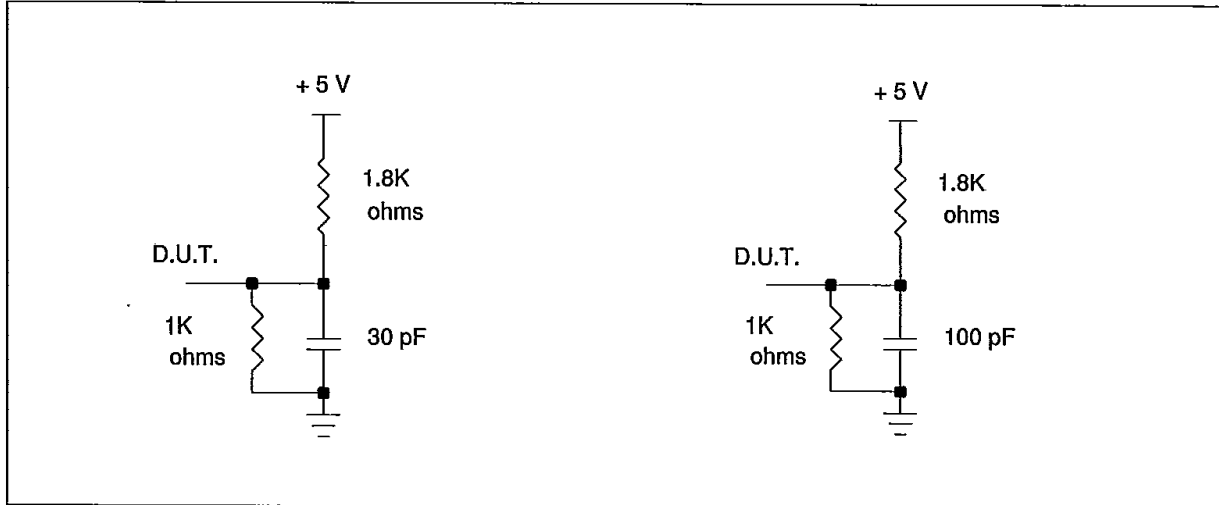 + 5 V
1.8K
ohms
D.U.T.
1K
ohms
30 pF
+ 5 V
1.8K
ohms
D.U.T.
1K
ohms
100 pF